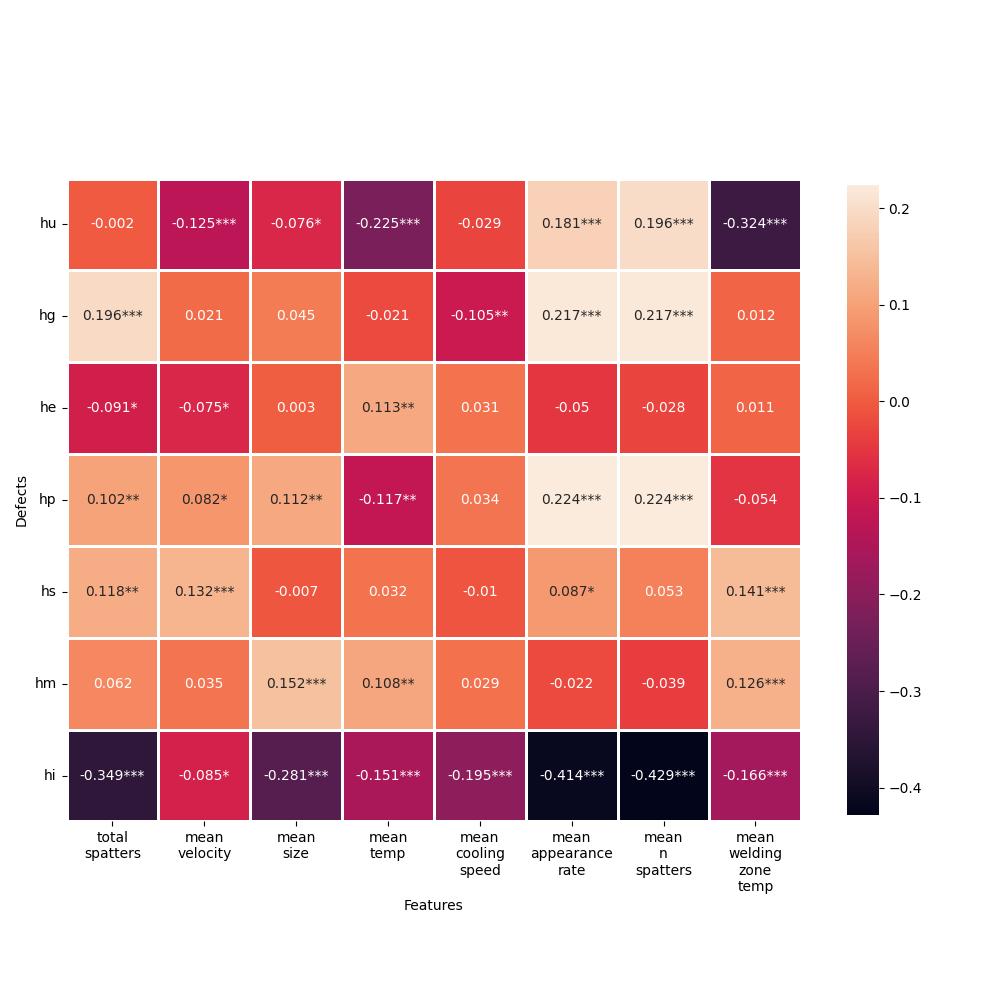 hu -0.002 -0.125*** -0.076* -0.225*** -0.029 0.181*** 0.196*** -0.324***
hg 0.196*** 0.021 0.045 -0.021 -0.105** 0.217*** 0.217*** 0.012
he -0.091* -0.075* 0.003 0.113** 0.031 -0.05 -0.028 0.011
hp 0.102** 0.082* 0.112** -0.117** 0.034 0.224*** 0.224*** -0.054
hs 0.118** 0.132*** -0.007 0.032 -0.01 0.087* 0.053 0.141***
hm 0.062 0.035 0.152*** 0.108** 0.029 -0.022 -0.039 0.126***
hi -0.349*** -0.085* -0.281*** -0.151*** -0.195*** -0.414*** -0.429*** -0.166***
Defects
total
spatters
mean
velocity
mean
size
mean
temp
mean
cooling
speed
mean
appearance
rate
mean
n
spatters
mean
welding
zone
temp
Features
0.2
0.1
0.0
−0.1
−0.2
−0.3
−0.4